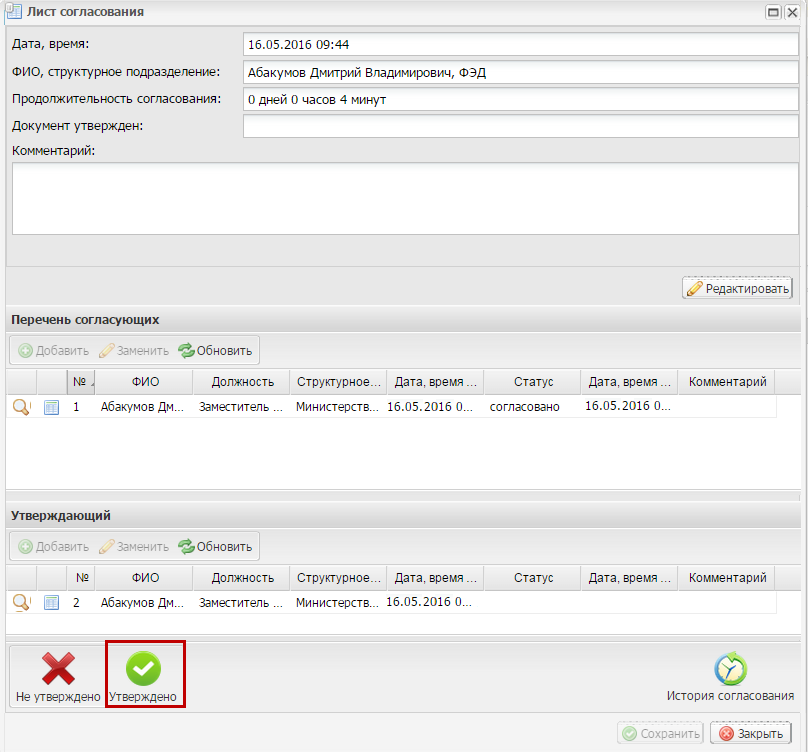 Лист согласования
Дата, время: 16.05.2016 09:44
ФИО, структурное подразделение: Абакумов Дмитрий Владимирович, ФЭД
Продолжительность согласования: 0 дней 0 часов 4 минут
Документ утвержден:
Комментарий:
Редактировать
Перечень согласующих
Добавить Заменить Обновить
№ ФИО Должность Структурное... Дата, время ... Статус Дата, время ... Комментарий
1 Абакумов Дм... Заместитель ... Министерств... 16.05.2016 0... согласовано 16.05.2016 0...
Утверждающий
Добавить Заменить Обновить
№ ФИО Должность Структурное... Дата, время ... Статус Дата, время ... Комментарий
2 Абакумов Дм... Заместитель ... Министерств... 16.05.2016 0...
Не утверждено Утверждено История согласования
Сохранить Закрыть